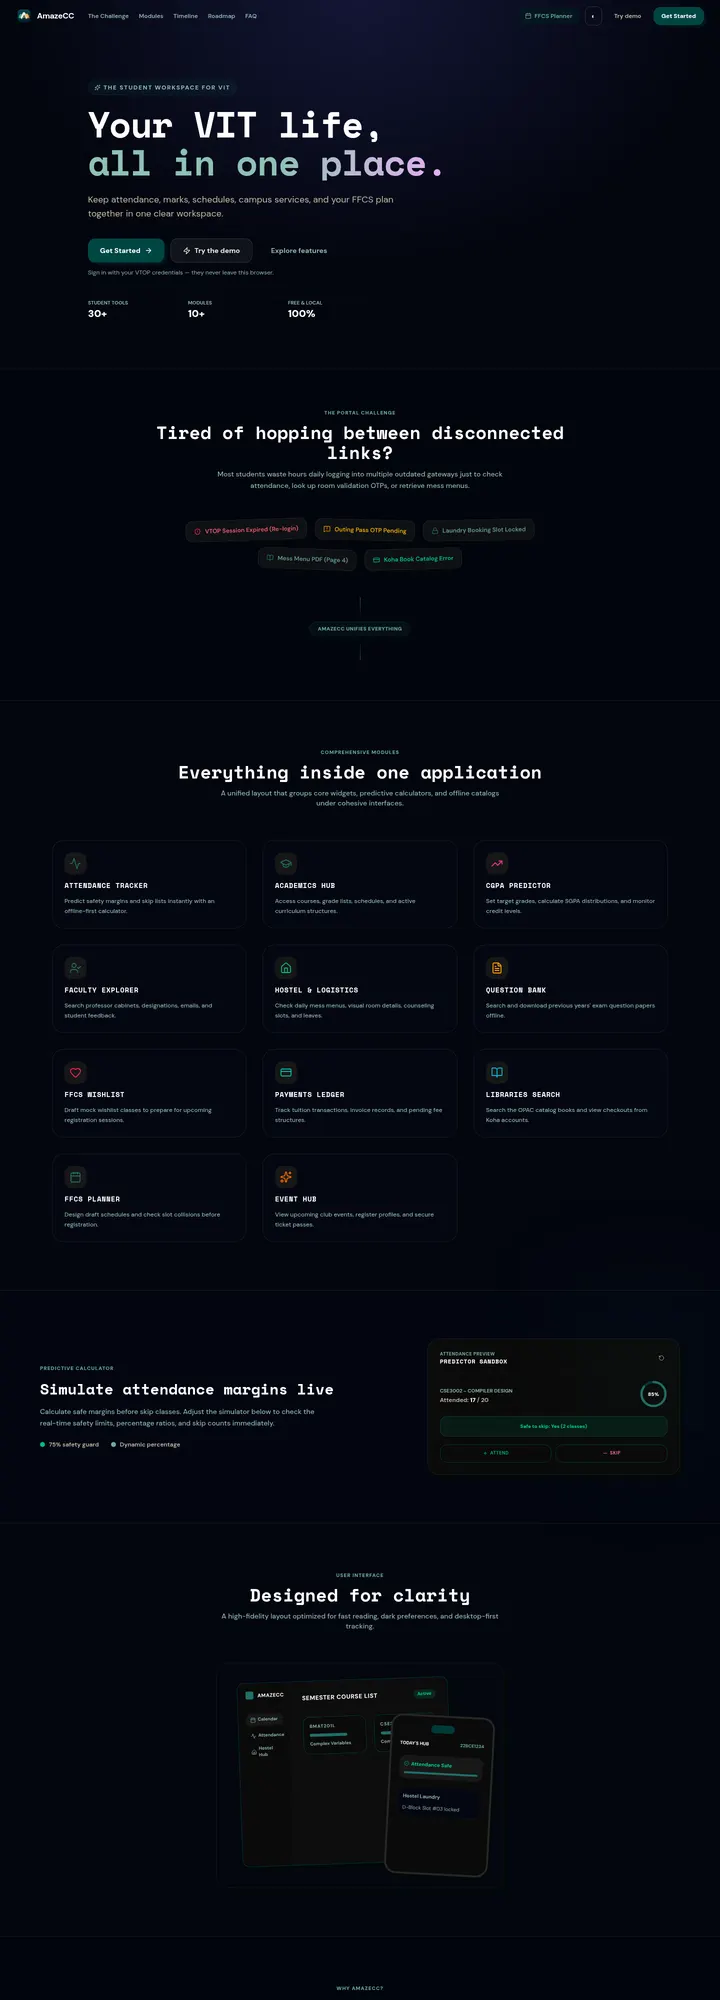 AmazeCC
The Challenge
Modules
Timeline
Roadmap
FAQ
FFCS Planner
Try demo
Get Started
THE STUDENT WORKSPACE FOR VIT
Your VIT life,
all in one place.
Keep attendance, marks, schedules, campus services, and your FFCS plan
together in one clear workspace.
Get Started
Try the demo
Explore features
Sign in with your VTOP credentials — they never leave this browser.
STUDENT TOOLS
30+
MODULES
10+
FREE & LOCAL
100%
THE PORTAL CHALLENGE
Tired of hopping between disconnected
links?
Most students waste hours daily logging into multiple outdated gateways just to check
attendance, look up room validation OTPs, or retrieve mess menus.
VTOP Session Expired (Re-login)
Outing Pass OTP Pending
Laundry Booking Slot Locked
Mess Menu PDF (Page 4)
Koha Book Catalog Error
AMAZECC UNIFIES EVERYTHING
COMPREHENSIVE MODULES
Everything inside one application
A unified layout that groups core widgets, predictive calculators, and offline catalogs
under cohesive interfaces.
ATTENDANCE TRACKER
Predict safety margins and skip lists instantly with an
offline-first calculator.
ACADEMICS HUB
Access courses, grade lists, schedules, and active
curriculum structures.
CGPA PREDICTOR
Set target grades, calculate SGPA distributions, and monitor
credit levels.
FACULTY EXPLORER
Search professor cabinets, designations, emails, and
student feedback.
HOSTEL & LOGISTICS
Check daily mess menus, visual room details, counseling
slots, and leaves.
QUESTION BANK
Search and download previous years' exam question papers
offline.
FFCS WISHLIST
Draft mock wishlist classes to prepare for upcoming
registration sessions.
PAYMENTS LEDGER
Track tuition transactions, invoice records, and pending fee
structures.
LIBRARIES SEARCH
Search the OPAC catalog books and view checkouts from
Koha accounts.
FFCS PLANNER
Design draft schedules and check slot collisions before
registration.
EVENT HUB
View upcoming club events, register profiles, and secure
ticket passes.
PREDICTIVE CALCULATOR
Simulate attendance margins live
Calculate safe margins before skip classes. Adjust the simulator below to check the
real-time safety limits, percentage ratios, and skip counts immediately.
75% safety guard
Dynamic percentage
ATTENDANCE PREVIEW
PREDICTOR SANDBOX
CSE3002 - COMPILER DESIGN
Attended: 17 / 20
85%
Safe to skip: Yes (2 classes)
+ ATTEND
— SKIP
USER INTERFACE
Designed for clarity
A high-fidelity layout optimized for fast reading, dark preferences, and desktop-first
tracking.
AMAZECC
SEMESTER COURSE LIST
Active
Calendar
Attendance
Hostel
Hub
BMAT201L
Complex Variables
TODAY'S HUB
22BCE1234
Attendance Safe
Hostel Laundry
D-Block Slot #03 locked
WHY AMAZECC?